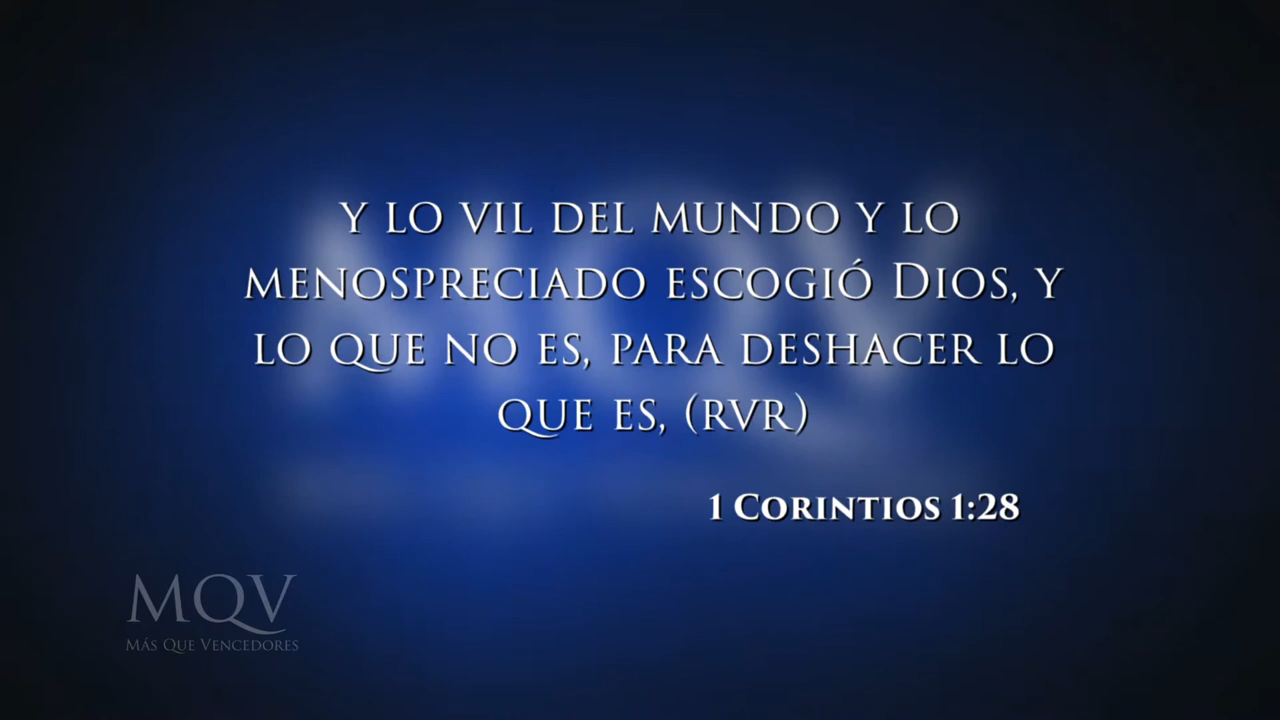 Y LO VIL DEL MUNDO Y LO
MENOSPRECIADO ESCOGIÓ DIOS, Y
LO QUE NO ES, PARA DESHACER LO
QUE ES, (RVR)
1 CORINTIOS 1:28
MQV
MÁS QUE VENCEDORES